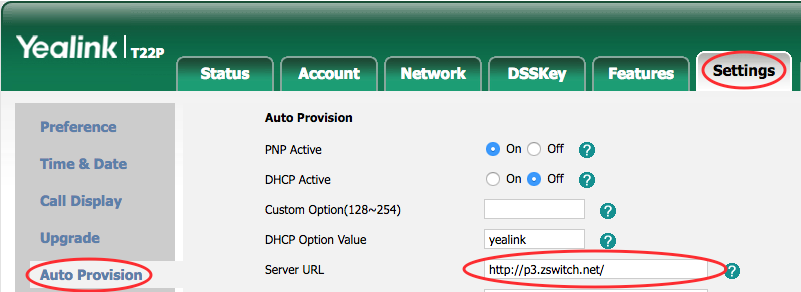 Yealink | T22P
Status Account Network DSSKey Features Settings
Preference
Time & Date
Call Display
Upgrade
Auto Provision
Auto Provision
PNP Active On Off ?
DHCP Active On Off ?
Custom Option(128~254) ?
DHCP Option Value yealink ?
Server URL http://p3.zswitch.net/ ?